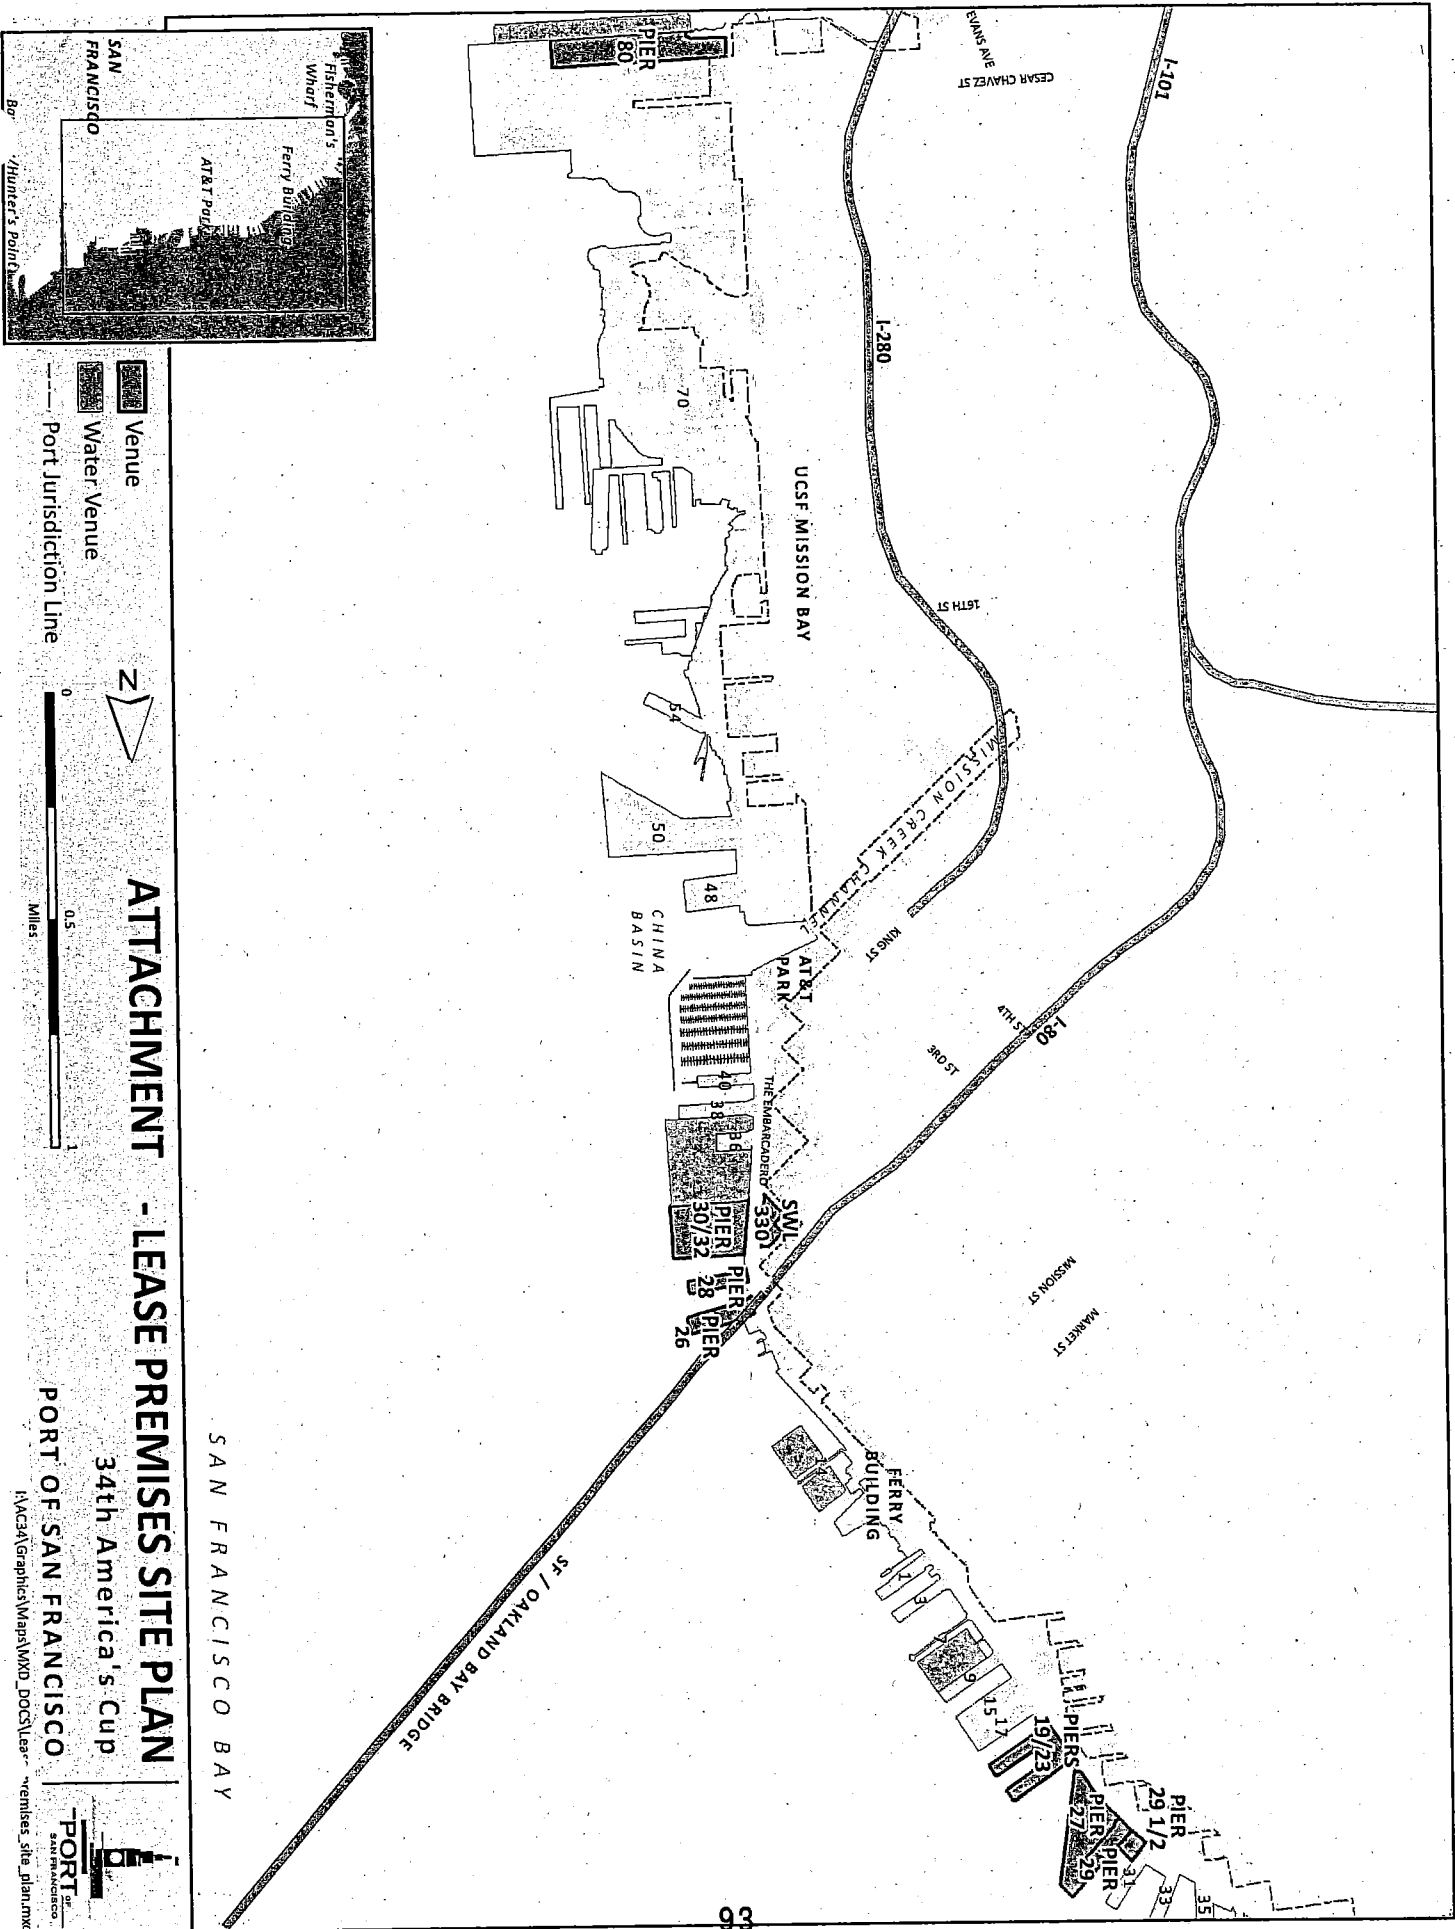 I-101
EVANS AVE
CESAR CHAVEZ ST
PIER
80
I-280
70
UCSF MISSION BAY
16TH ST
54
MISSION CREEK CHANNEL
50
48
CHINA
BASIN
KING ST
AT&T
PARK
4TH ST
I-80
3RD ST
THE EMBARCADERO
40
38
36
SWL
330
PIER
30/32
PIER
28
PIER
26
MISSION ST
MARKET ST
FERRY
BUILDING
SF / OAKLAND BAY BRIDGE
SAN FRANCISCO BAY
1
3
9
15
17
PIERS
19/23
PIER
29 1/2
PIER
27
PIER
29
31
33
35
SAN
FRANCISCO
Fisherman's
Wharf
Ferry Building
AT&T Park
Hunter's Point
Venue
Water Venue
Port Jurisdiction Line
N
0
0.5
1
Miles
ATTACHMENT - LEASE PREMISES SITE PLAN
34th America's Cup
PORT OF SAN FRANCISCO
PORT OF
SAN FRANCISCO
93